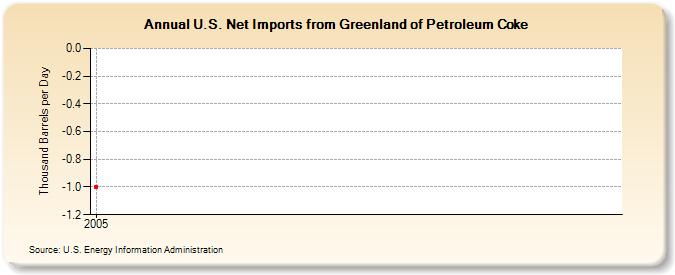 Annual U.S. Net Imports from Greenland of Petroleum Coke
Thousand Barrels per Day
0.0
-0.2
-0.4
-0.6
-0.8
-1.0
-1.2
2005
Source: U.S. Energy Information Administration